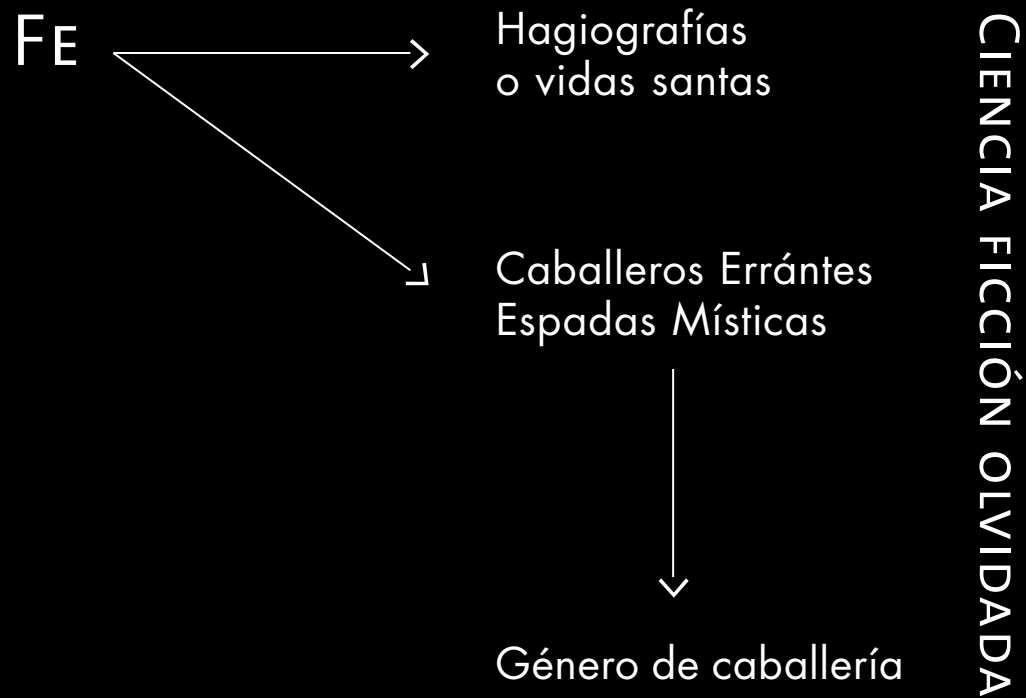 FE
Hagiografías
o vidas santas
Caballeros Errántes
Espadas Místicas
Género de caballería
CIENCIA FICCIÓN OLVIDADA